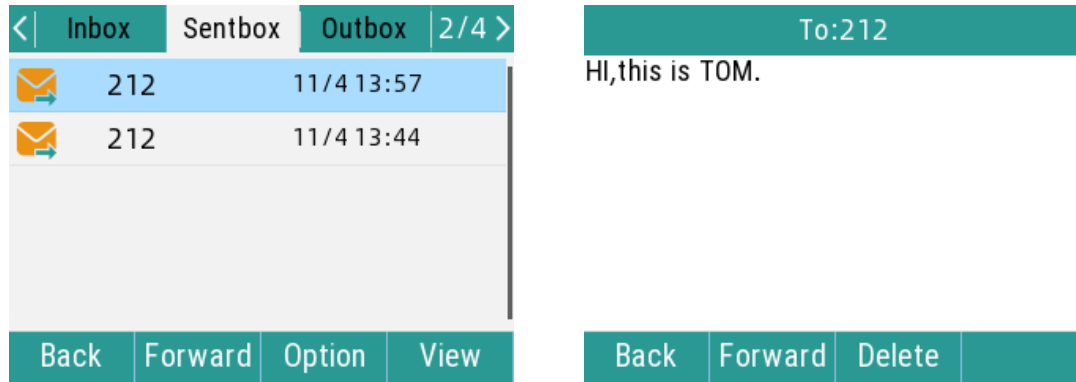 < Inbox Sentbox Outbox 2/4 >
212 11/4 13:57
212 11/4 13:44
Back Forward Option View
To:212
HI,this is TOM.
Back Forward Delete